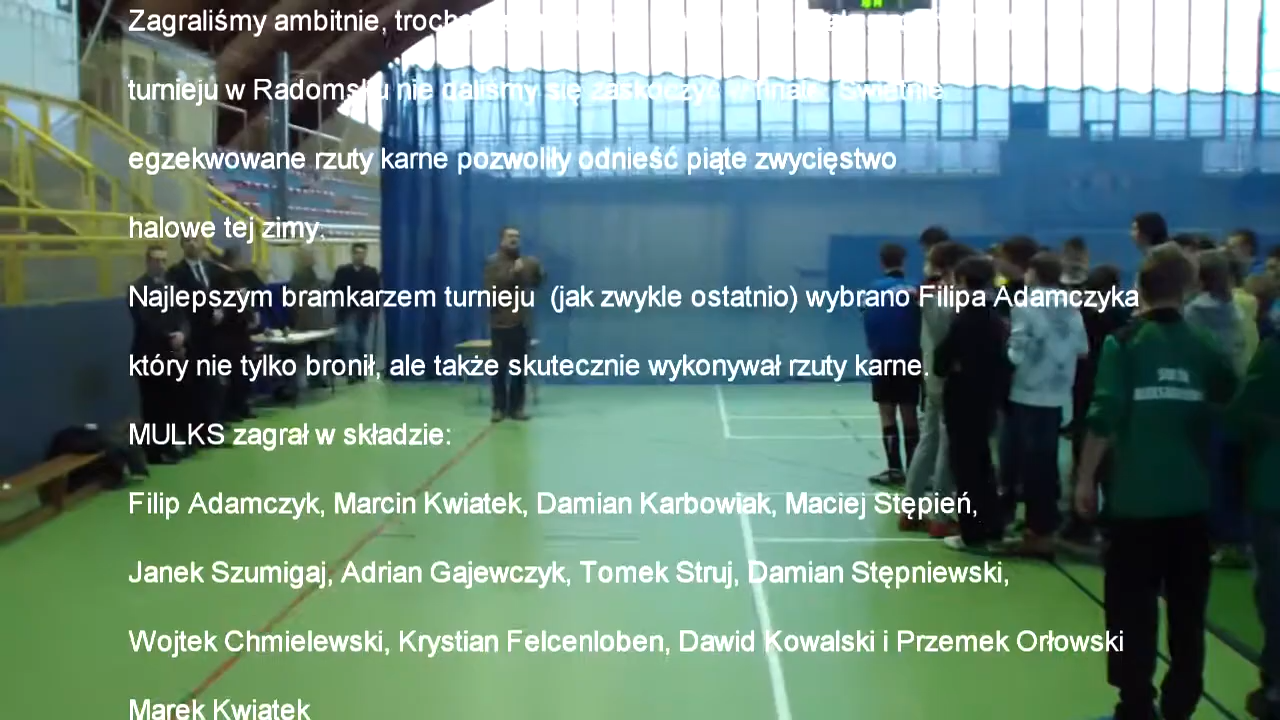 Zagraliśmy ambitnie,
turnieju w Radomsku nie daliśmy się zaskoczyć w finale. Świetnie
egzekwowane rzuty karne pozwoliły odnieść piąte zwycięstwo
halowe tej zimy.
Najlepszym bramkarzem turnieju (jak zwykle ostatnio) wybrano Filipa Adamczyka
który nie tylko bronił, ale także skutecznie wykonywał rzuty karne.
MULKS zagrał w składzie:
Filip Adamczyk, Marcin Kwiatek, Damian Karbowiak, Maciej Stępień,
Janek Szumigaj, Adrian Gajewczyk, Tomek Struj, Damian Stępniewski,
Wojtek Chmielewski, Krystian Felcenloben, Dawid Kowalski i Przemek Orłowski
Marek Kwiatek